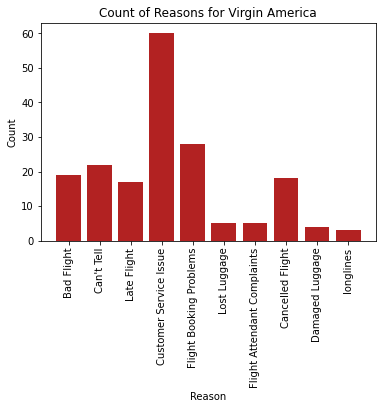 Count of Reasons for Virgin America
Count
60
50
40
30
20
10
0
Bad Flight
Can't Tell
Late Flight
Customer Service Issue
Flight Booking Problems
Lost Luggage
Flight Attendant Complaints
Cancelled Flight
Damaged Luggage
longlines
Reason